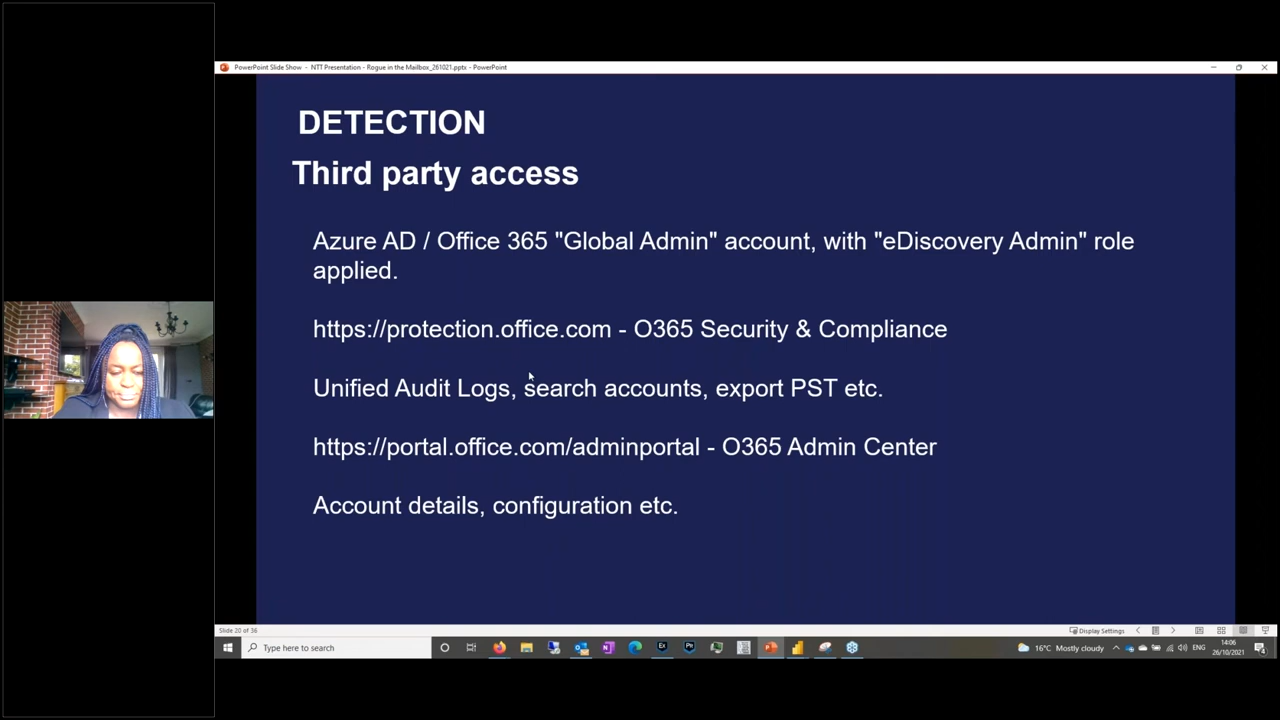 PowerPoint Slide Show - NTT Presentation - Rogue in the Mailbox_261021.pptx - PowerPoint
DETECTION
Third party access
Azure AD / Office 365 "Global Admin" account, with "eDiscovery Admin" role
applied.
https://protection.office.com - O365 Security & Compliance
Unified Audit Logs, search accounts, export PST etc.
https://portal.office.com/adminportal - O365 Admin Center
Account details, configuration etc.
Slide 20 of 36
Display Settings
Type here to search
16°C Mostly cloudy
ENG
14:06
26/10/2021